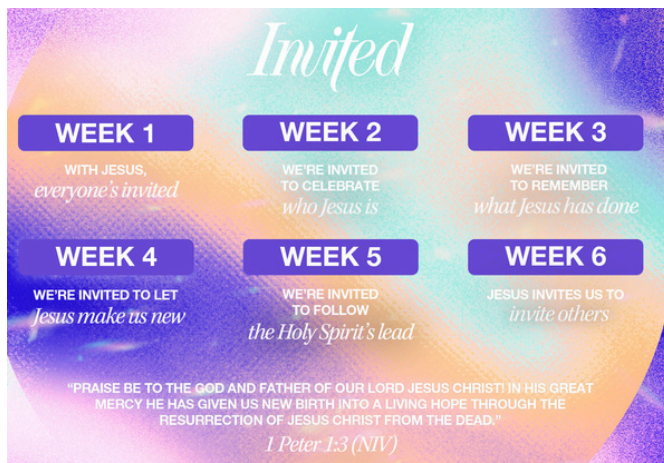 Invited
WEEK 1
WITH JESUS,
everyone's invited
WEEK 2
WE'RE INVITED
TO CELEBRATE
who Jesus is
WEEK 3
WE'RE INVITED
TO REMEMBER
what Jesus has done
WEEK 4
WE'RE INVITED TO LET
Jesus make us new
WEEK 5
WE'RE INVITED
TO FOLLOW
the Holy Spirit's lead
WEEK 6
JESUS INVITES US TO
invite others
"PRAISE BE TO THE GOD AND FATHER OF OUR LORD JESUS CHRIST! IN HIS GREAT
MERCY HE HAS GIVEN US NEW BIRTH INTO A LIVING HOPE THROUGH THE
RESURRECTION OF JESUS CHRIST FROM THE DEAD."
1 Peter 1:3 (NIV)